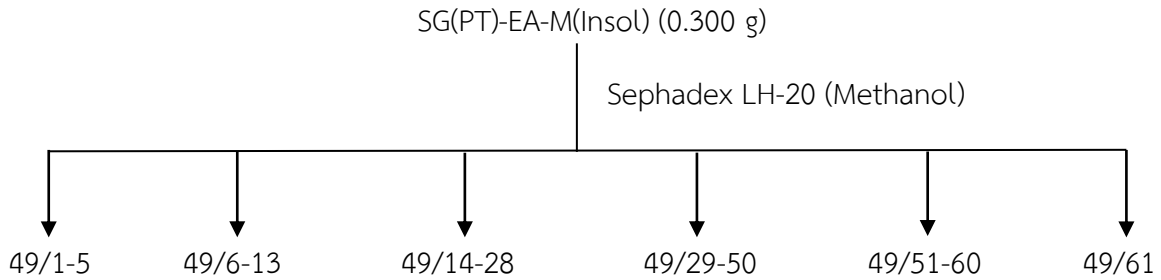 SG(PT)-EA-M(Insol) (0.300 g)
Sephadex LH-20 (Methanol)
49/1-5 49/6-13 49/14-28 49/29-50 49/51-60 49/61